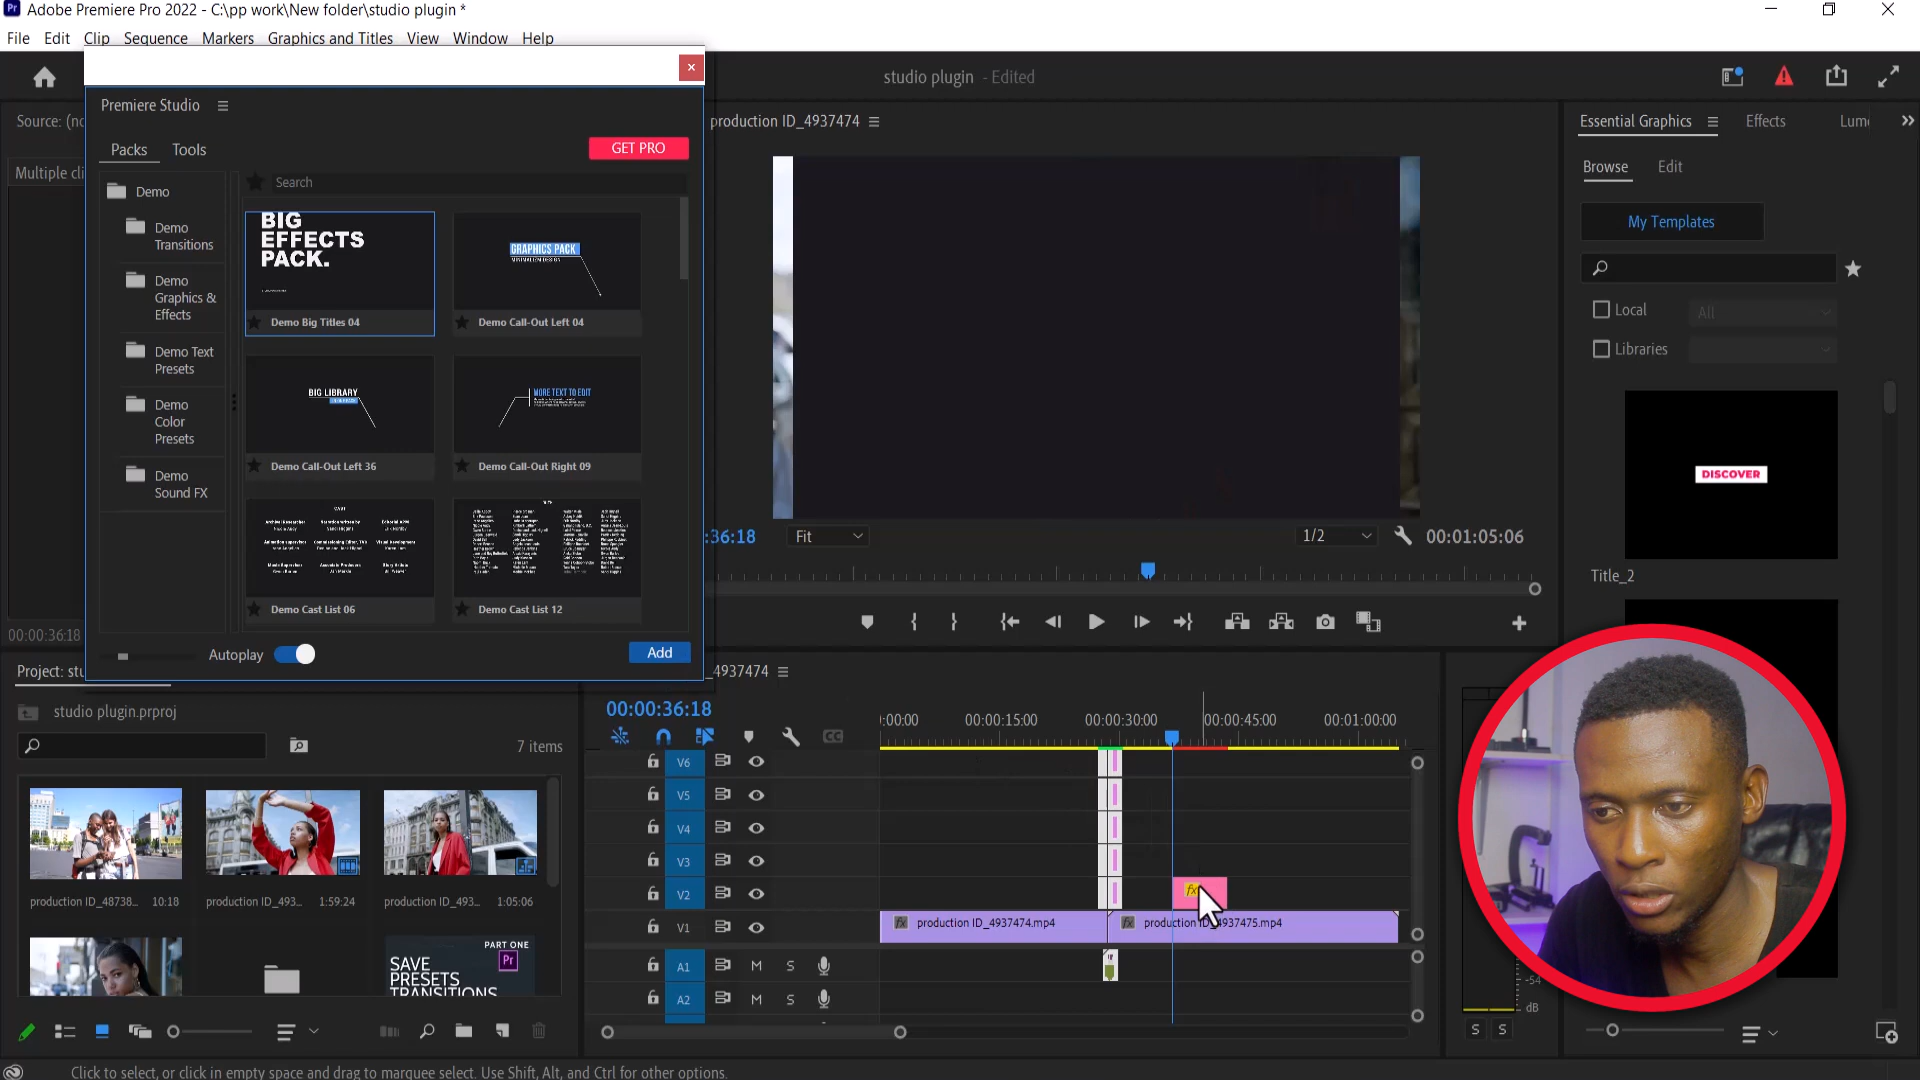 Pr Adobe Premiere Pro 2022 - C:\pp work\New folder\studio plugin *
File Edit Clip Sequence Markers Graphics and Titles View Window Help
studio plugin - Edited
Premiere Studio
Packs Tools GET PRO
Search
Demo
Demo
Transitions
Demo
Graphics &
Effects
Demo Text
Presets
Demo
Color
Presets
Demo
Sound FX
BIG
EFFECTS
PACK.
Demo Big Titles 04
GRAPHICS PACK
MINIMALISM DESIGN
Demo Call-Out Left 04
BIG LIBRARY
Demo Call-Out Left 36
MORE TEXT TO EDIT
Demo Call-Out Right 09
CAST
Demo Cast List 06
Demo Cast List 12
Autoplay
Add
Source: (no
Multiple cli
00:00:36:18
production ID_4937474
:36:18
Fit
1/2
00:01:05:06
Essential Graphics Effects Lum
Browse Edit
My Templates
Local All
Libraries
DISCOVER
Title_2
Project: stu
studio plugin.prproj
7 items
production ID_48738... 10:18
production ID_493... 1:59:24
production ID_493... 1:05:06
PART ONE
Pr
SAVE
PRESETS
TRANSITIONS
4937474
00:00:36:18
:00:00 00:00:15:00 00:00:30:00 00:00:45:00 00:01:00:00
CC
V6
V5
V4
V3
V2
fx
V1
fx production ID_4937474.mp4
fx production ID_4937475.mp4
A1 M S
A2 M S
-54
dB
S S
Click to select, or click in empty space and drag to marquee select. Use Shift, Alt, and Ctrl for other options.